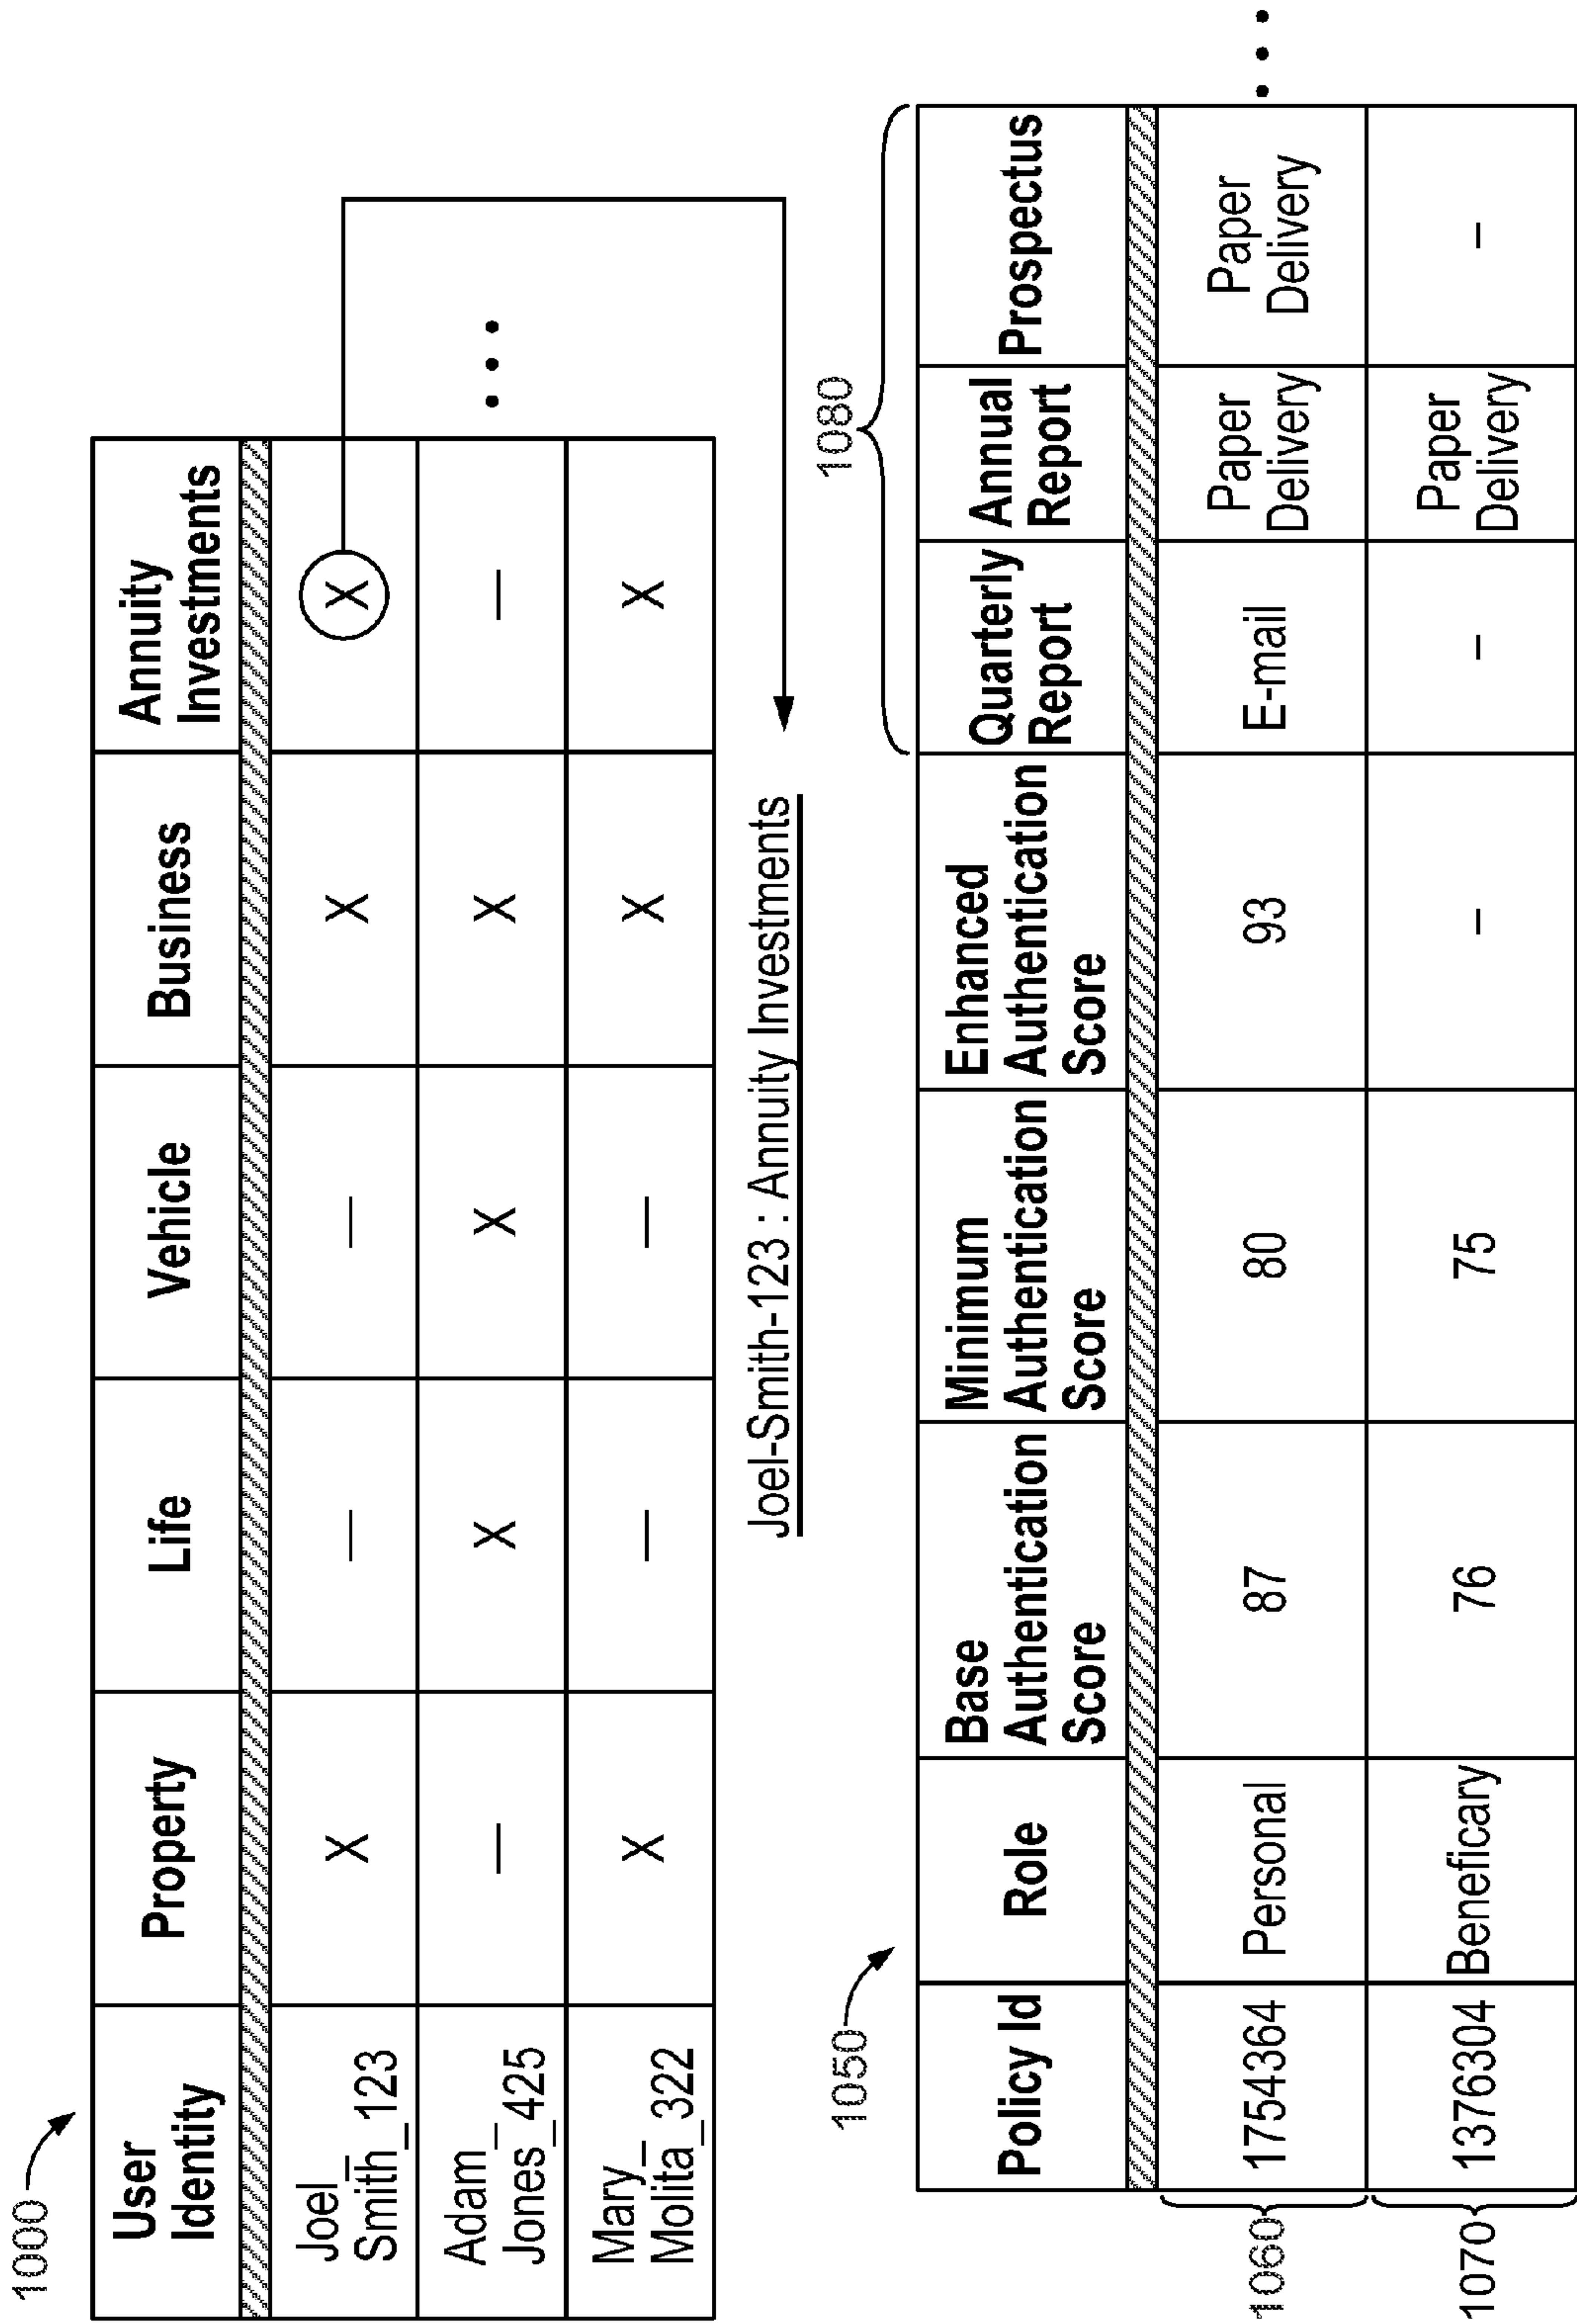 1000
User Identity Property Life Vehicle Business Annuity Investments
Joel_ Smith_123 X – – X X
Adam_ Jones_425 – X X X –
Mary_ Molita_322 X – – X X
Joel-Smith-123 : Annuity Investments
1050
1080
Policy Id Role Base Authentication Score Minimum Authentication Score Enhanced Authentication Score Quarterly Report Annual Report Prospectus
1060 1754364 Personal 87 80 93 E-mail Paper Delivery Paper Delivery
1070 1376304 Beneficary 76 75 – – Paper Delivery –